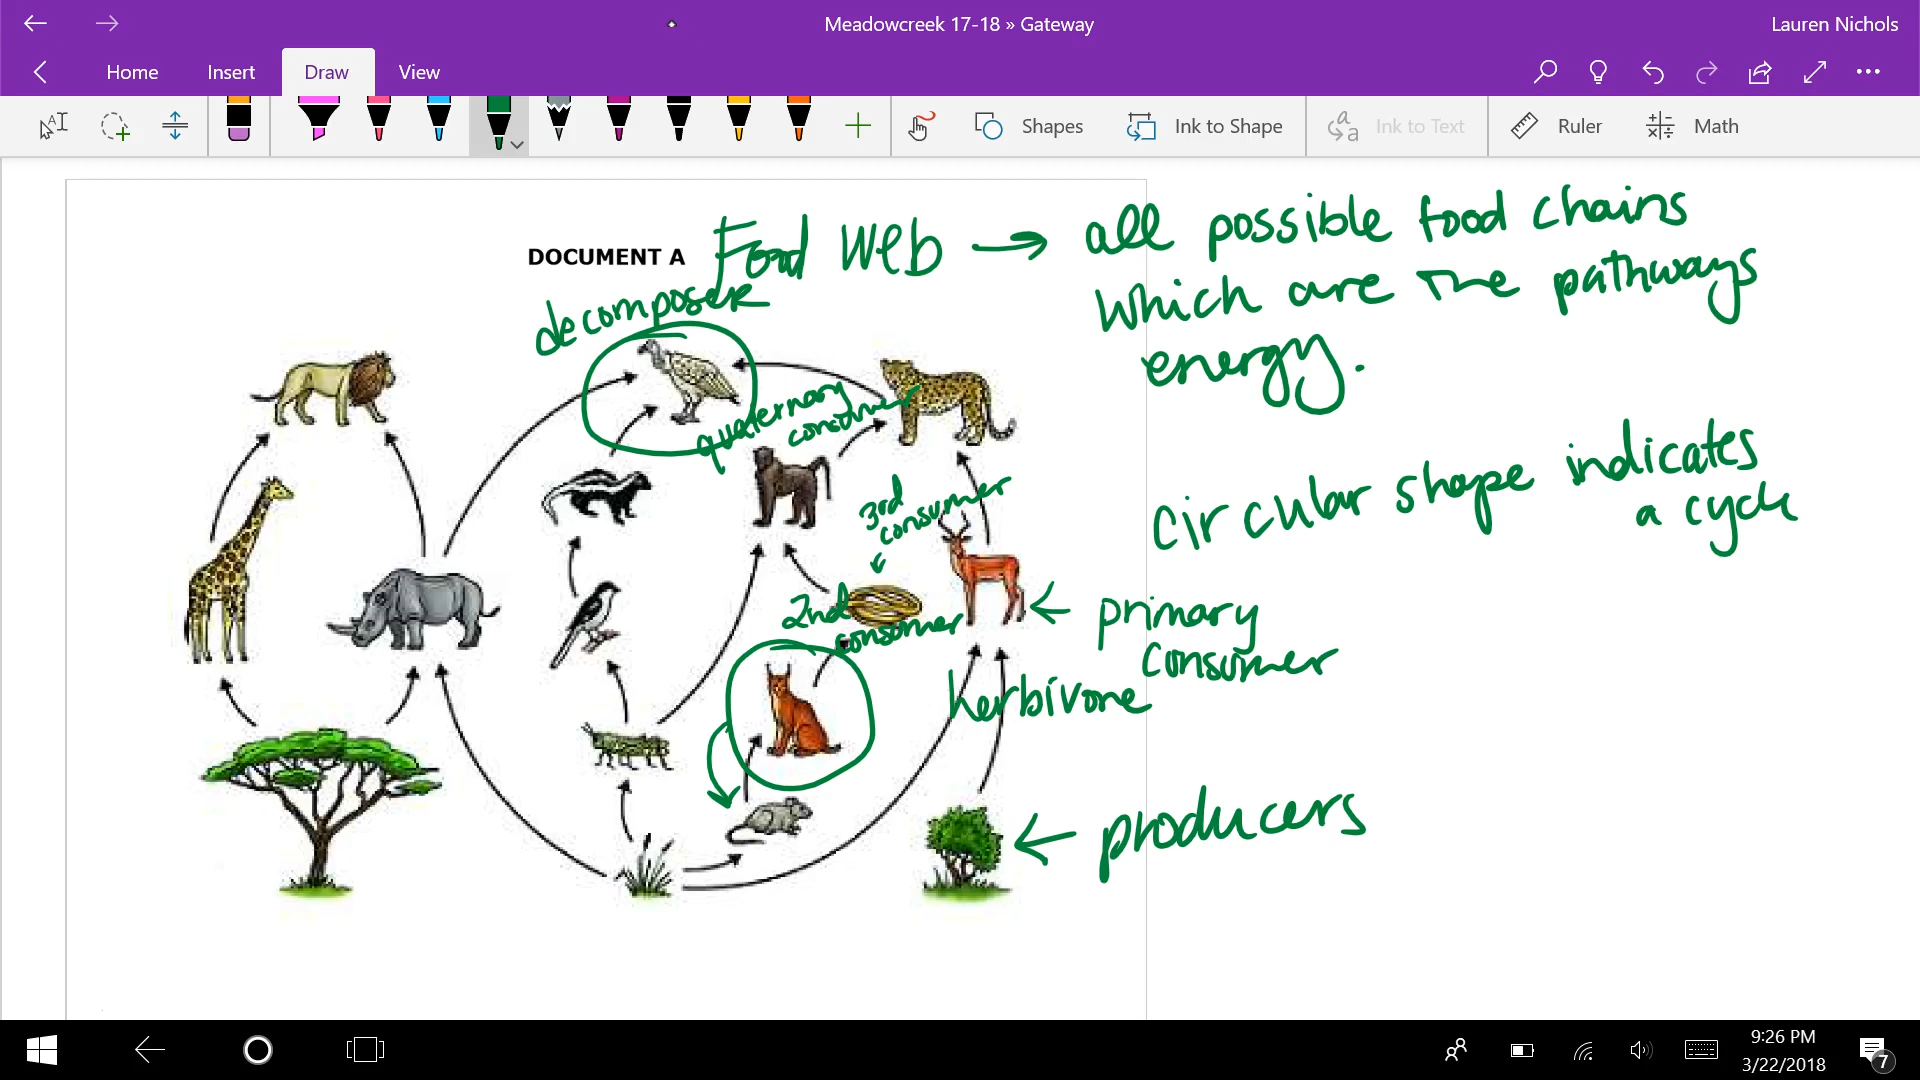 Meadowcreek 17-18 » Gateway
Lauren Nichols
Home Insert Draw View
Shapes Ink to Shape Ink to Text Ruler Math
DOCUMENT A
Food Web → all possible food chains
which are the pathways
energy.
decomposer
quaternary
consumer
circular shape indicates
a cycle
3rd
consumer
2nd
consumer
← primary
consumer
herbivore
← producers
9:26 PM
3/22/2018
7